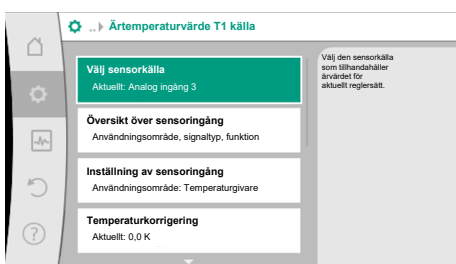 ..▸ Ärtemperaturvärde T1 källa
Välj sensorkälla
Aktuellt: Analog ingång 3
Översikt över sensoringång
Användningsområde, signaltyp, funktion
Inställning av sensoringång
Användningsområde: Temperaturgivare
Temperaturkorrigering
Aktuellt: 0,0 K
Välj den sensorkälla
som tillhandahåller
ärvärdet för
aktuellt reglersätt.
?